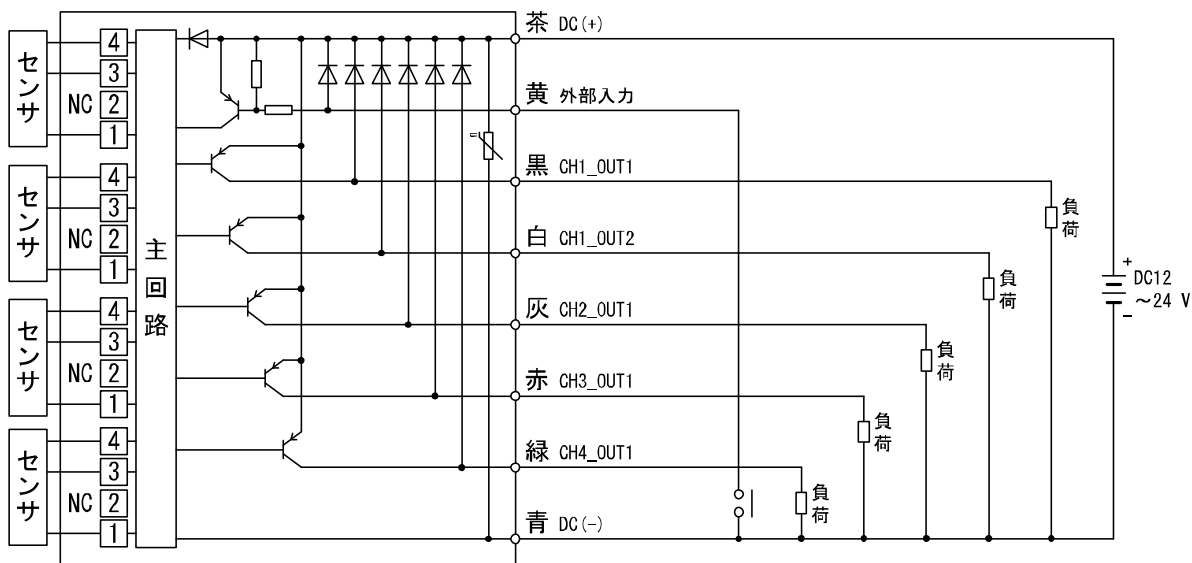 茶 DC(+)
黄 外部入力
黒 CH1_OUT1
白 CH1_OUT2
灰 CH2_OUT1
赤 CH3_OUT1
緑 CH4_OUT1
青 DC(-)
センサ
4
3
NC 2
1
センサ
4
3
NC 2
1
センサ
4
3
NC 2
1
センサ
4
3
NC 2
1
主回路
負荷
負荷
負荷
負荷
負荷
+
DC12
～24 V
-